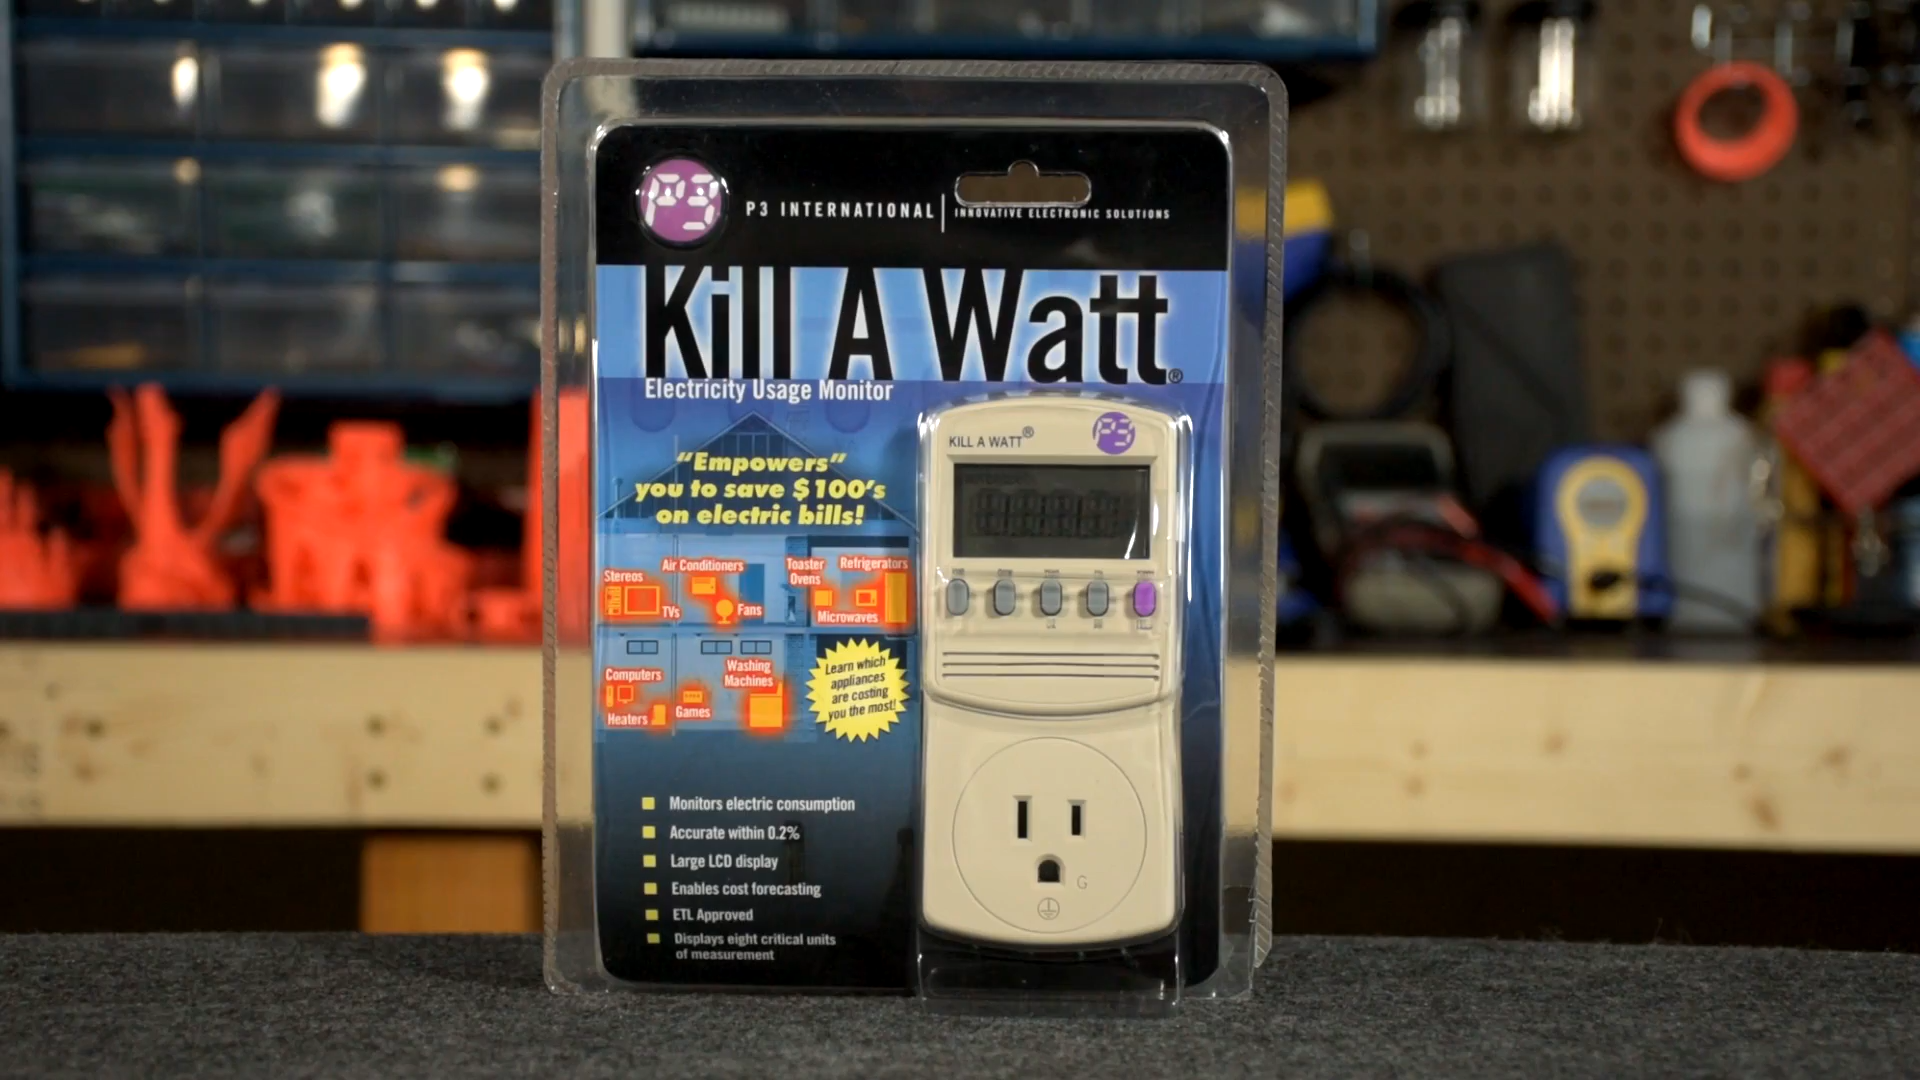 P3
P3 INTERNATIONAL
INNOVATIVE ELECTRONIC SOLUTIONS
Kill A Watt®
Electricity Usage Monitor
KILL A WATT®
P3
"Empowers"
you to save $100's
on electric bills!
Stereos
TVs
Air Conditioners
Fans
Toaster
Ovens
Refrigerators
Microwaves
Computers
Heaters
Games
Washing
Machines
Learn which
appliances
are costing
you the most!
Monitors electric consumption
Accurate within 0.2%
Large LCD display
Enables cost forecasting
ETL Approved
Displays eight critical units
of measurement
G